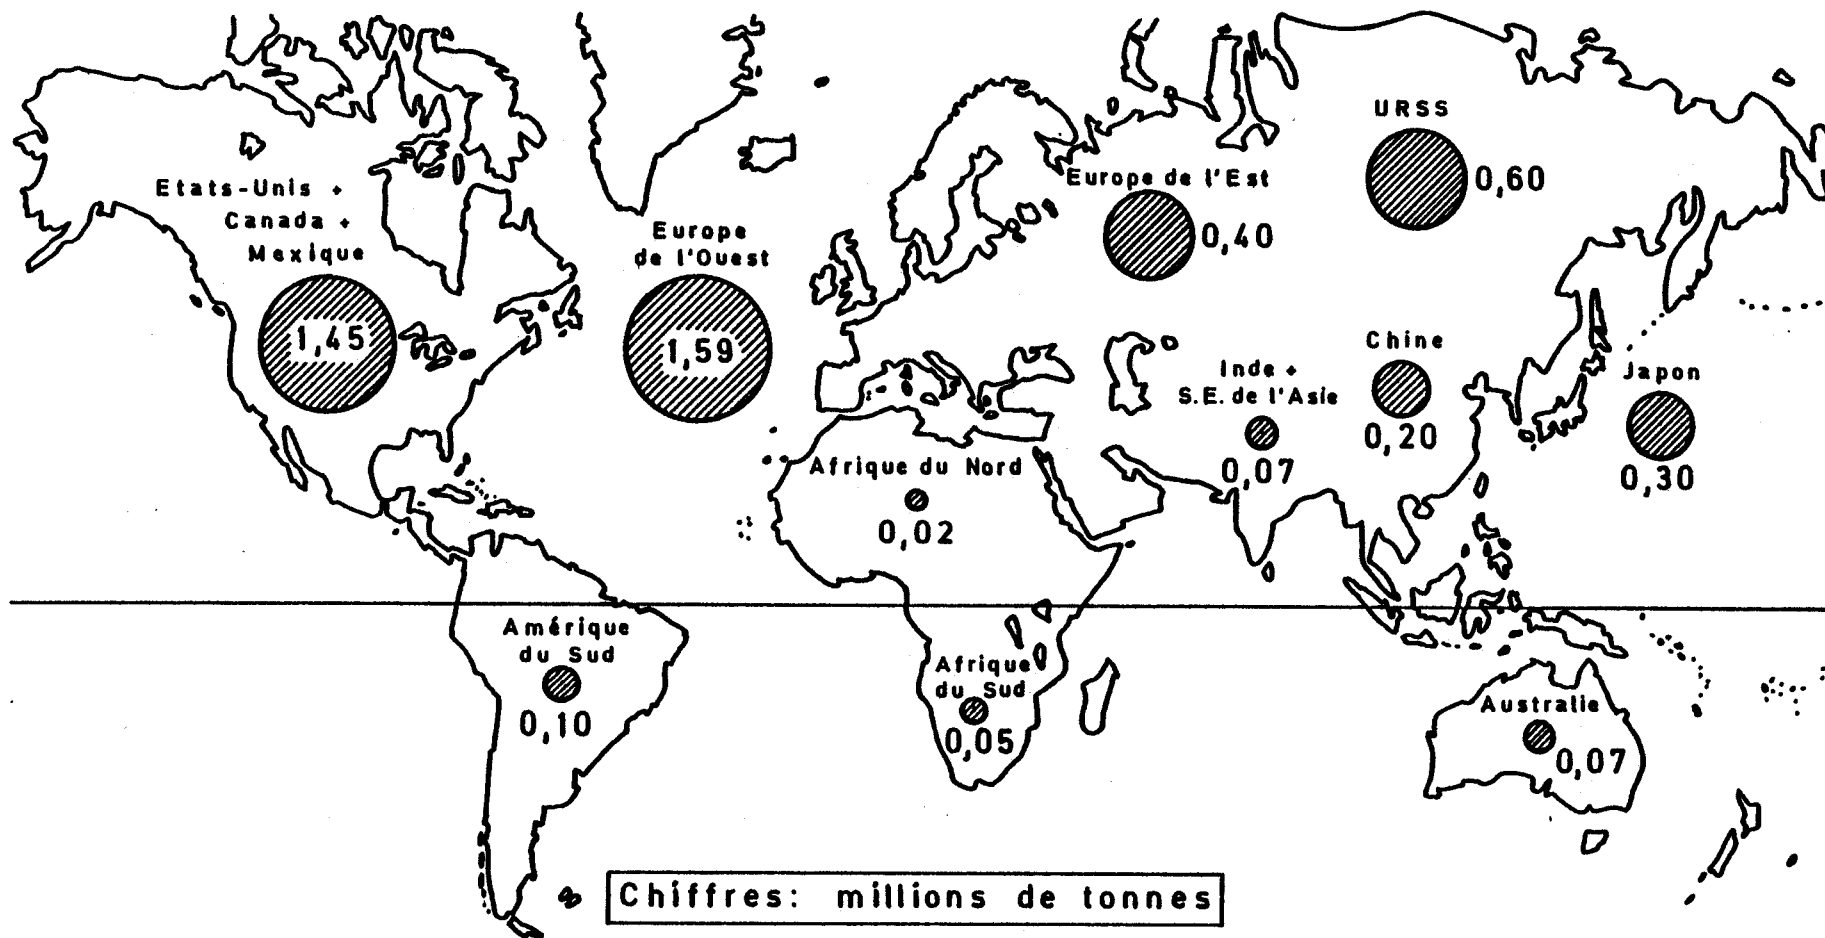 URSS
0,60
Europe de l'Est
0,40
Etats-Unis +
Canada +
Mexique
1,45
Europe
de l'Ouest
1,59
Chine
0,20
Inde +
S.E. de l'Asie
0,07
Japon
0,30
Afrique du Nord
0,02
Amérique
du Sud
0,10
Afrique
du Sud
0,05
Australie
0,07
Chiffres: millions de tonnes